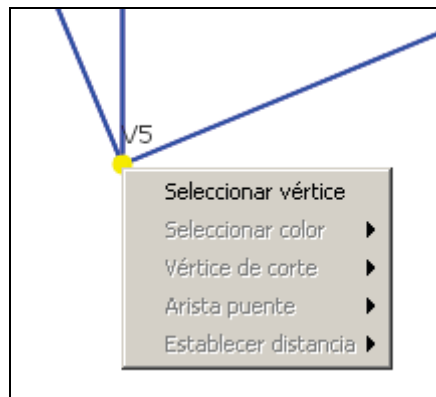 V5
Seleccionar vértice
Seleccionar color
Vértice de corte
Arista puente
Establecer distancia